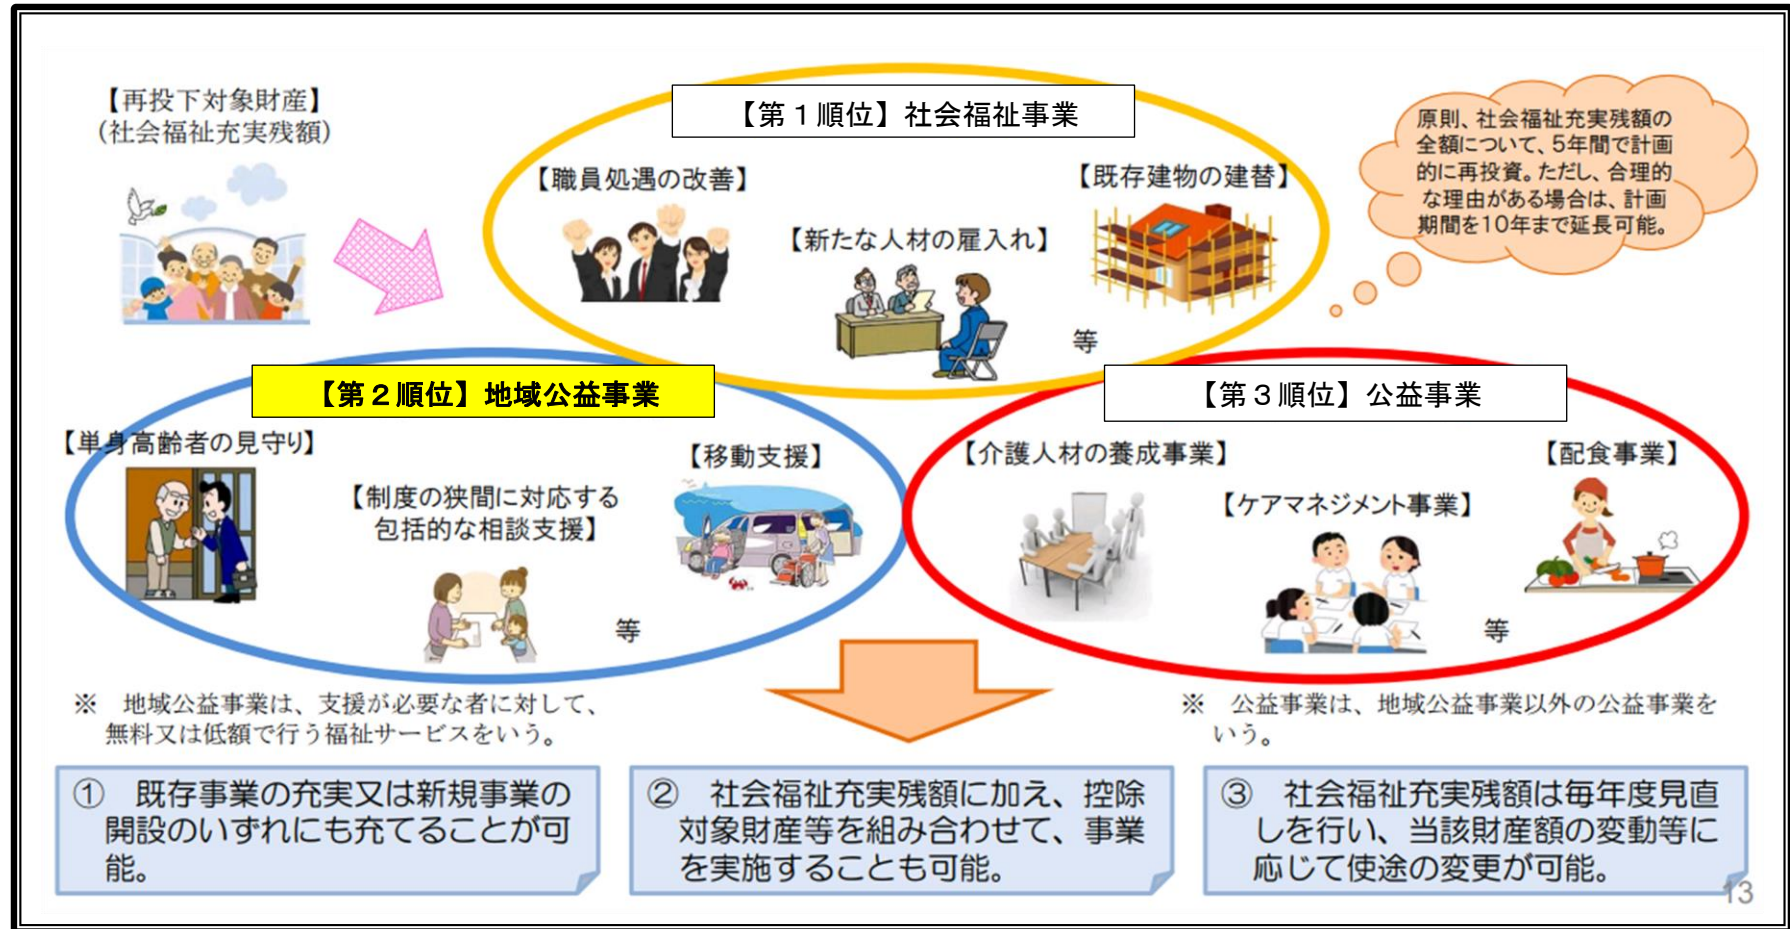 【再投下対象財産】
(社会福祉充実残額)
【第１順位】社会福祉事業
【職員処遇の改善】
【新たな人材の雇入れ】
【既存建物の建替】
等
原則、社会福祉充実残額の
全額について、5年間で計画
的に再投資。ただし、合理的
な理由がある場合は、計画
期間を10年まで延長可能。
【第２順位】地域公益事業
【単身高齢者の見守り】
【制度の狭間に対応する
包括的な相談支援】
【移動支援】
等
【第３順位】公益事業
【介護人材の養成事業】
【ケアマネジメント事業】
【配食事業】
等
※　地域公益事業は、支援が必要な者に対して、
無料又は低額で行う福祉サービスをいう。
※　公益事業は、地域公益事業以外の公益事業を
いう。
①　既存事業の充実又は新規事業の
開設のいずれにも充てることが可
能。
②　社会福祉充実残額に加え、控除
対象財産等を組み合わせて、事業
を実施することも可能。
③　社会福祉充実残額は毎年度見直
しを行い、当該財産額の変動等に
応じて使途の変更が可能。
13